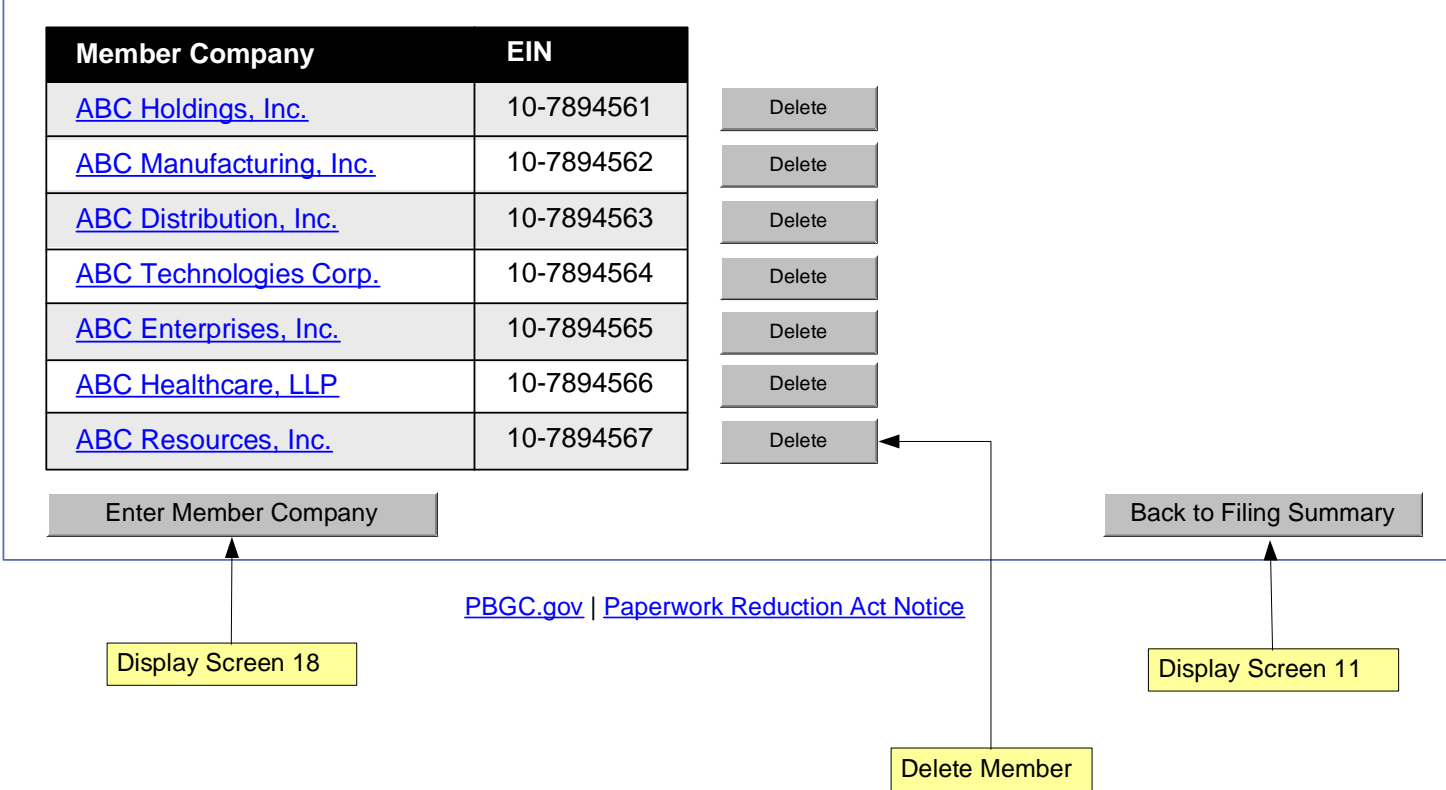 Member Company EIN
ABC Holdings, Inc. 10-7894561 Delete
ABC Manufacturing, Inc. 10-7894562 Delete
ABC Distribution, Inc. 10-7894563 Delete
ABC Technologies Corp. 10-7894564 Delete
ABC Enterprises, Inc. 10-7894565 Delete
ABC Healthcare, LLP 10-7894566 Delete
ABC Resources, Inc. 10-7894567 Delete
Enter Member Company Back to Filing Summary
PBGC.gov | Paperwork Reduction Act Notice
Display Screen 18 Display Screen 11
Delete Member